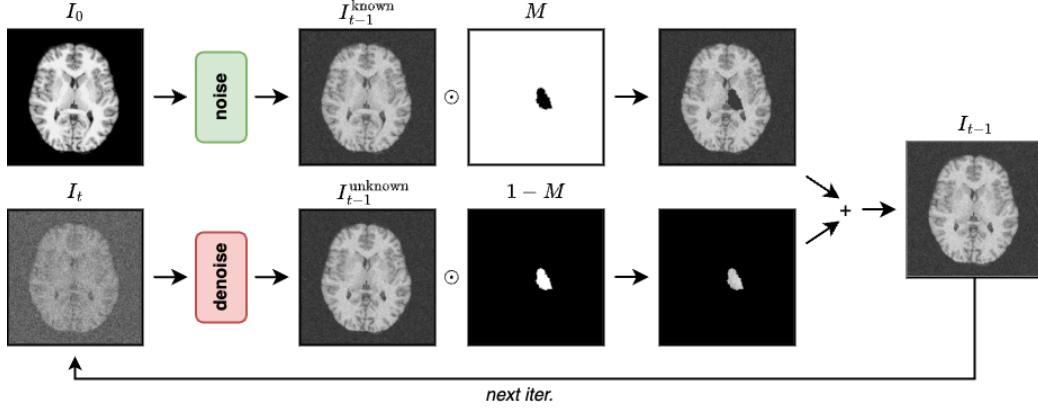 I_0
I_{t-1}^{known}
M
noise
⊙
I_{t-1}
I_t
I_{t-1}^{unknown}
1 − M
denoise
⊙
+
next iter.